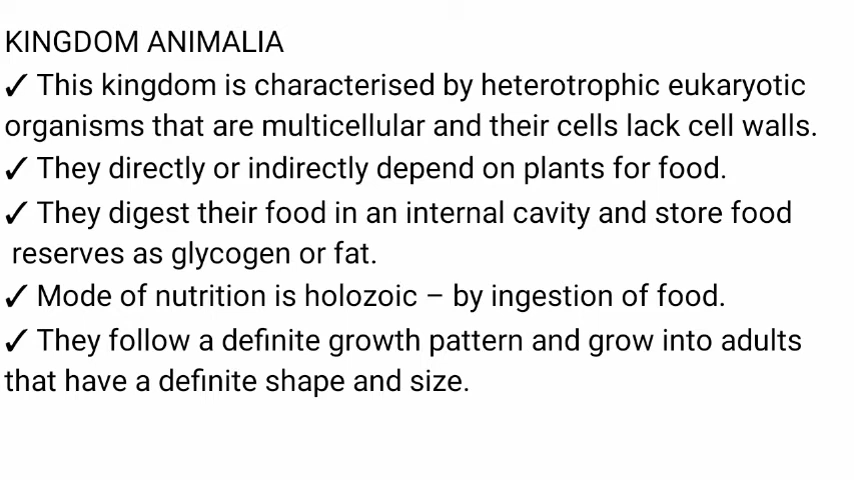 KINGDOM ANIMALIA
✓ This kingdom is characterised by heterotrophic eukaryotic
organisms that are multicellular and their cells lack cell walls.
✓ They directly or indirectly depend on plants for food.
✓ They digest their food in an internal cavity and store food
reserves as glycogen or fat.
✓ Mode of nutrition is holozoic – by ingestion of food.
✓ They follow a definite growth pattern and grow into adults
that have a definite shape and size.